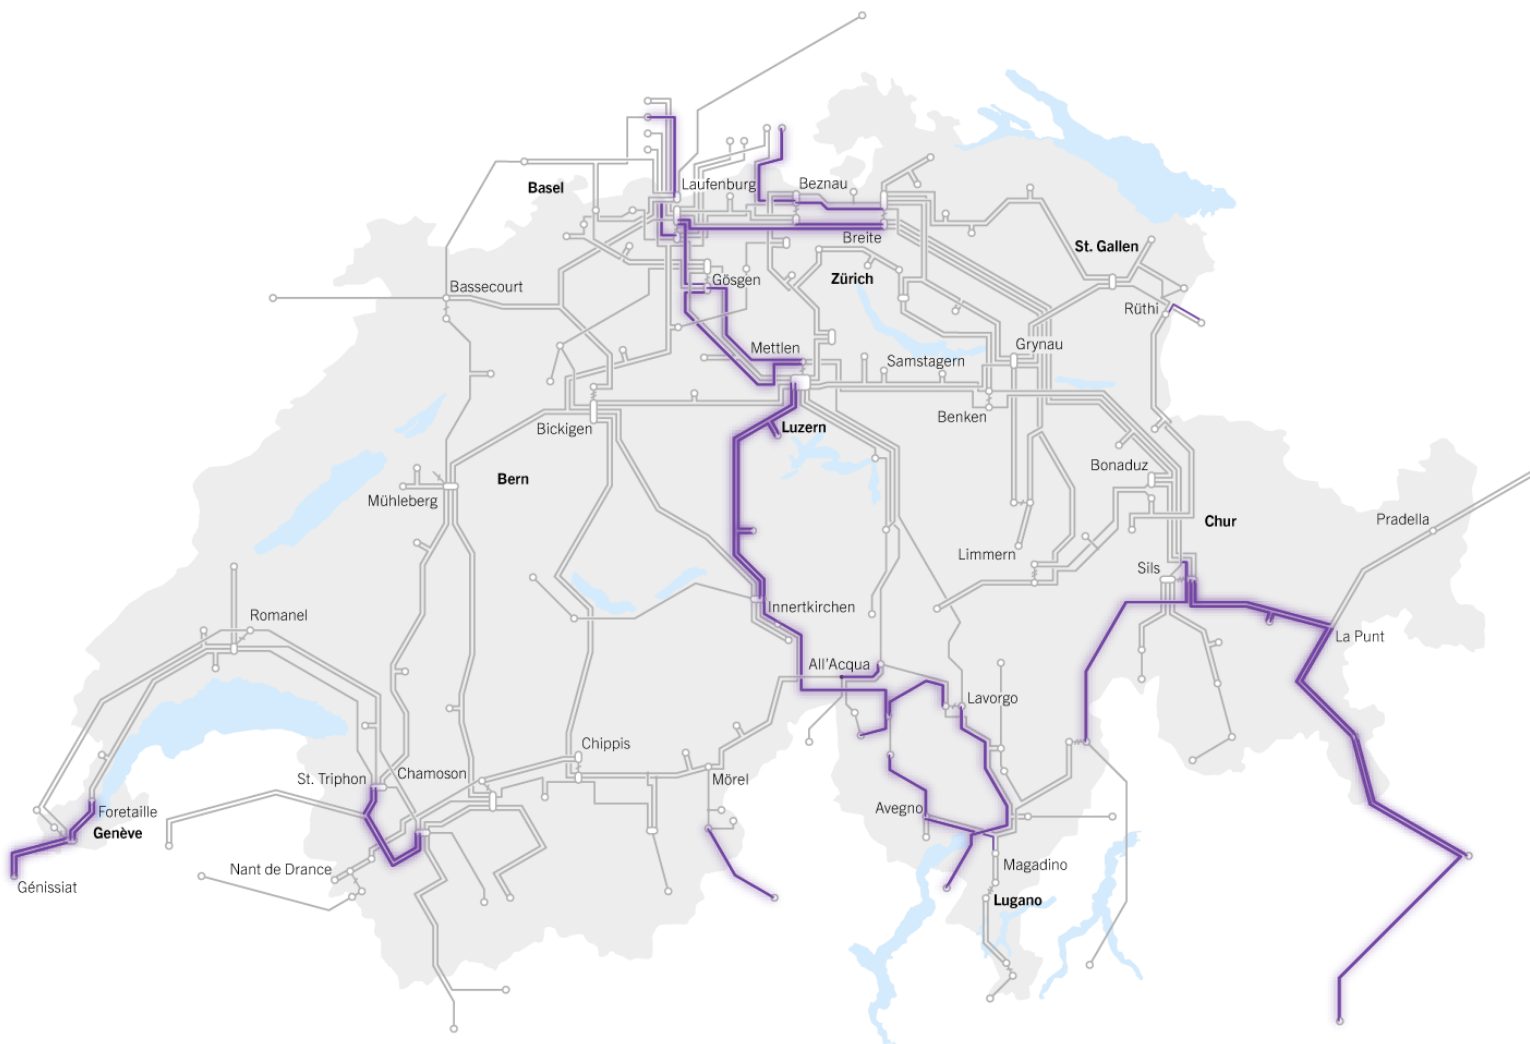 Laufenburg
Beznau
Basel
Breite
St. Gallen
Gösgen
Zürich
Bassecourt
Rüthi
Mettlen
Grynau
Samstagern
Benken
Luzern
Bickigen
Bonaduz
Bern
Mühleberg
Chur
Pradella
Limmern
Sils
Innertkirchen
Romanel
La Punt
All'Acqua
Lavorgo
Chippis
St. Triphon
Chamoson
Mörel
Foretaille
Avegno
Genève
Magadino
Nant de Drance
Génissiat
Lugano